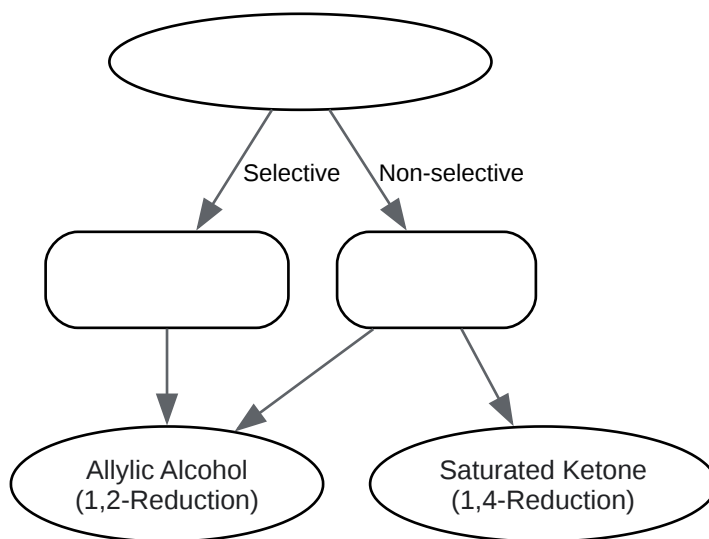 Selective
Non-selective
Allylic Alcohol
(1,2-Reduction)
Saturated Ketone
(1,4-Reduction)